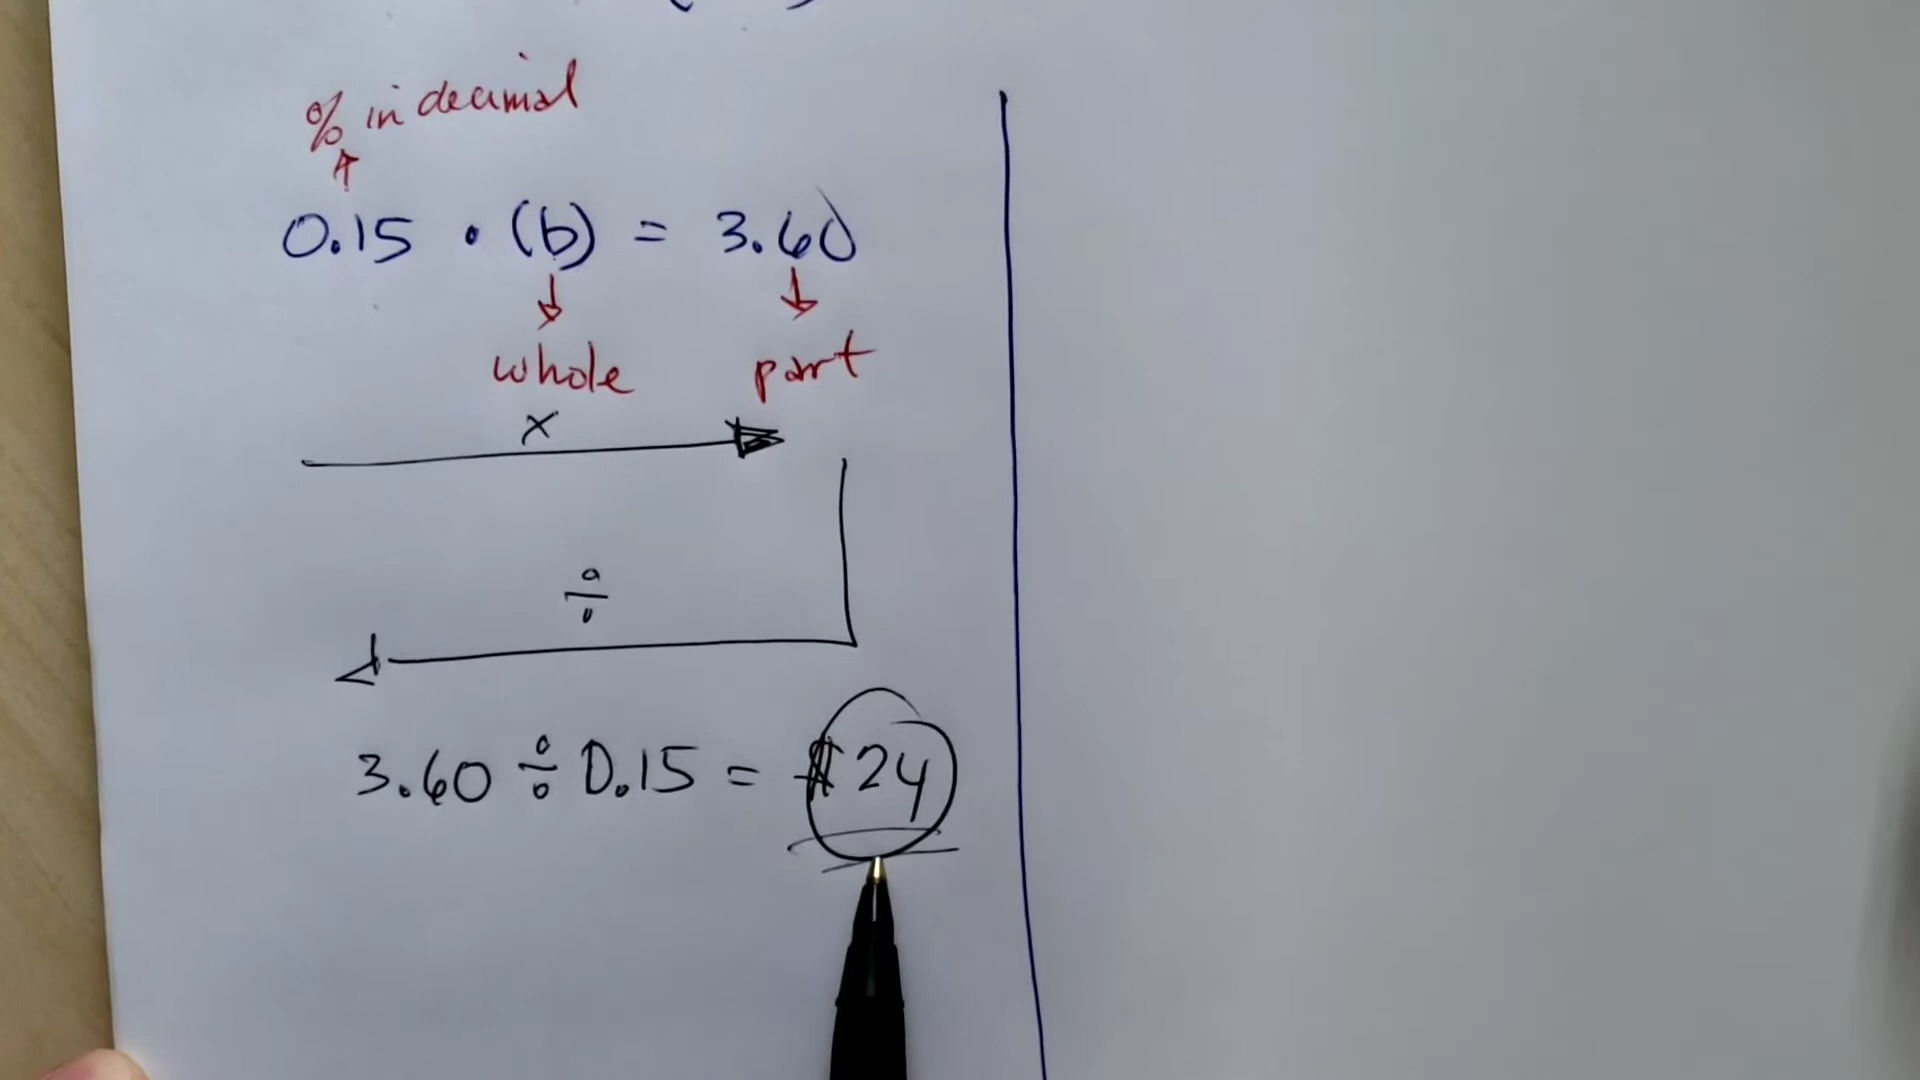 % in decimal
0.15 • (b) = 3.60
whole part
×
÷
3.60 ÷ 0.15 = $24